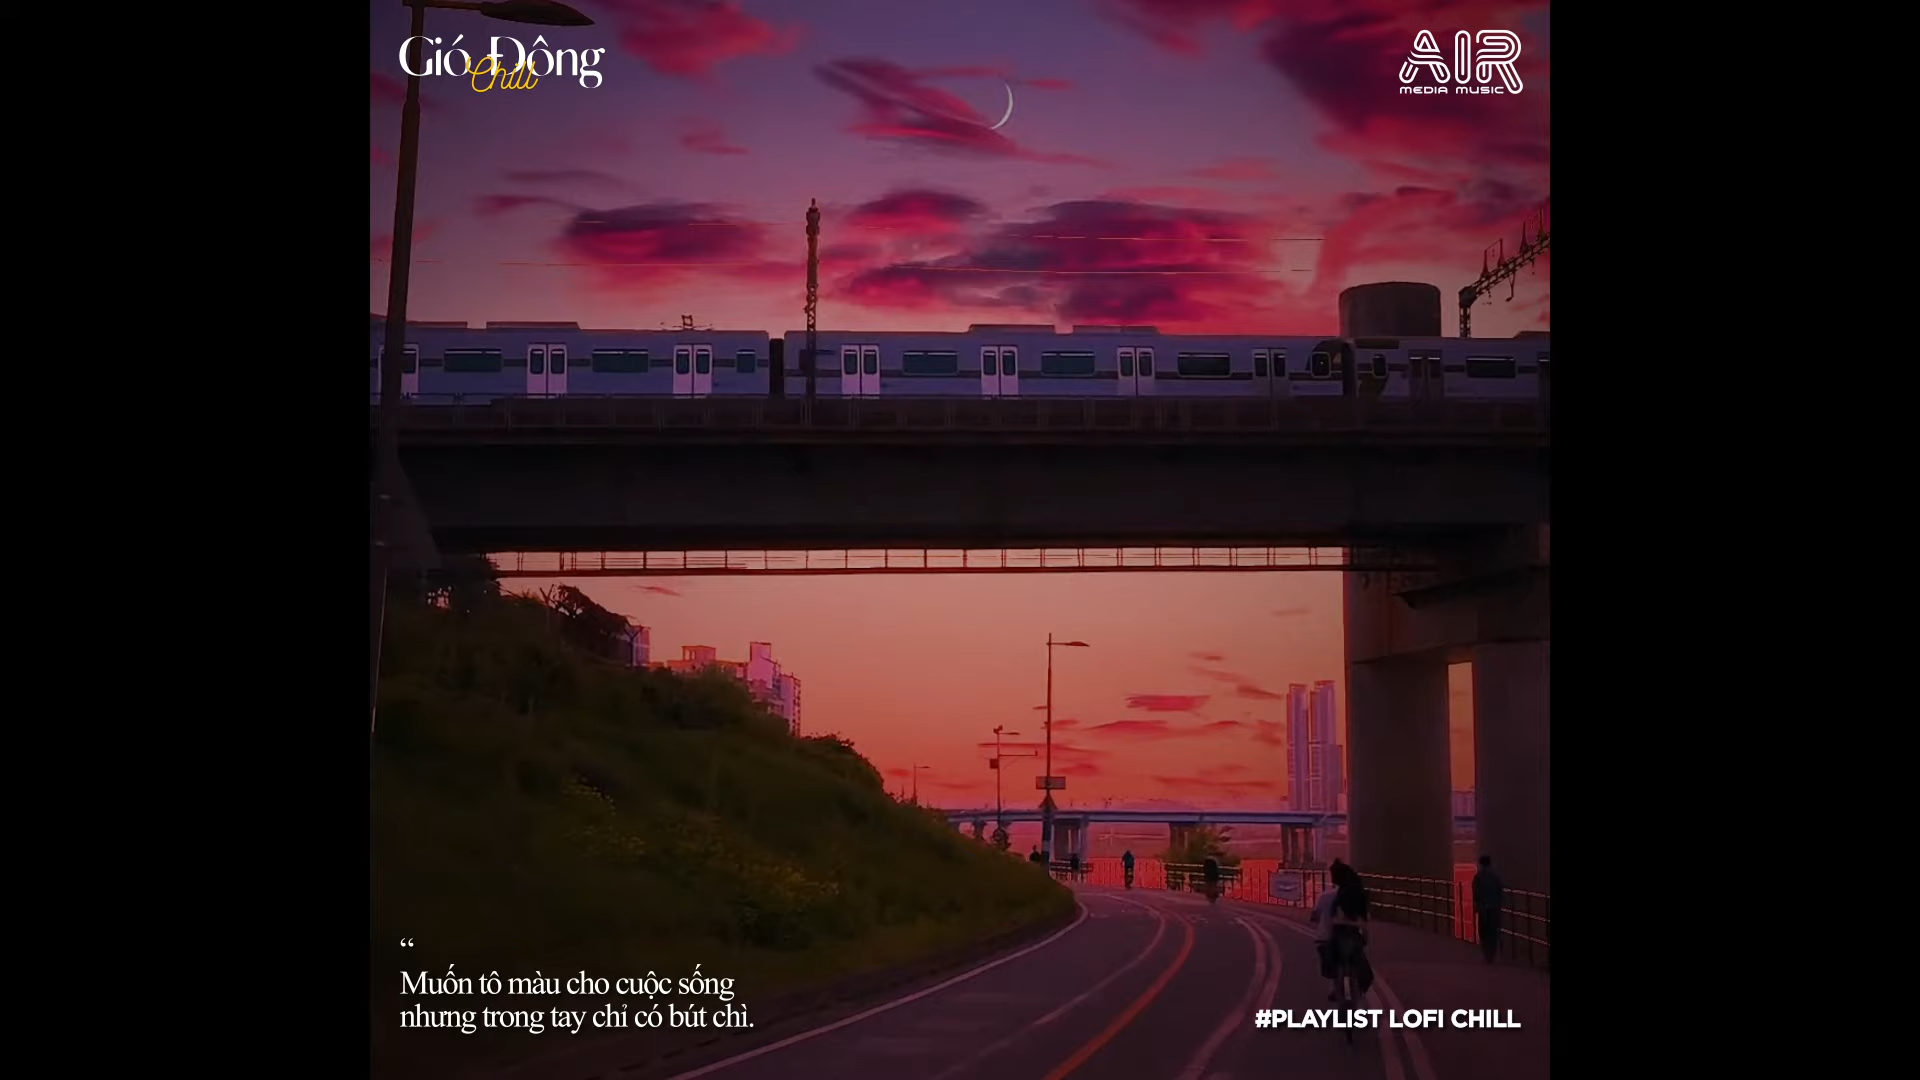 Gió Đông
Chill
AIR
MEDIA MUSIC
“
Muốn tô màu cho cuộc sống
nhưng trong tay chỉ có bút chì.
#PLAYLIST LOFI CHILL